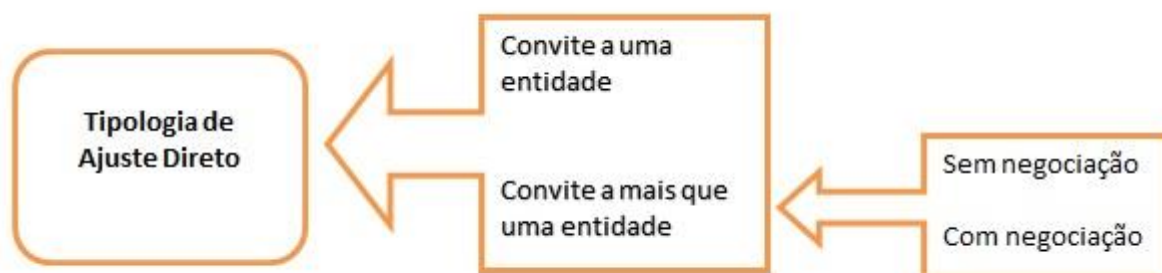 Tipologia de
Ajuste Direto
Convite a uma
entidade
Convite a mais que
uma entidade
Sem negociação
Com negociação